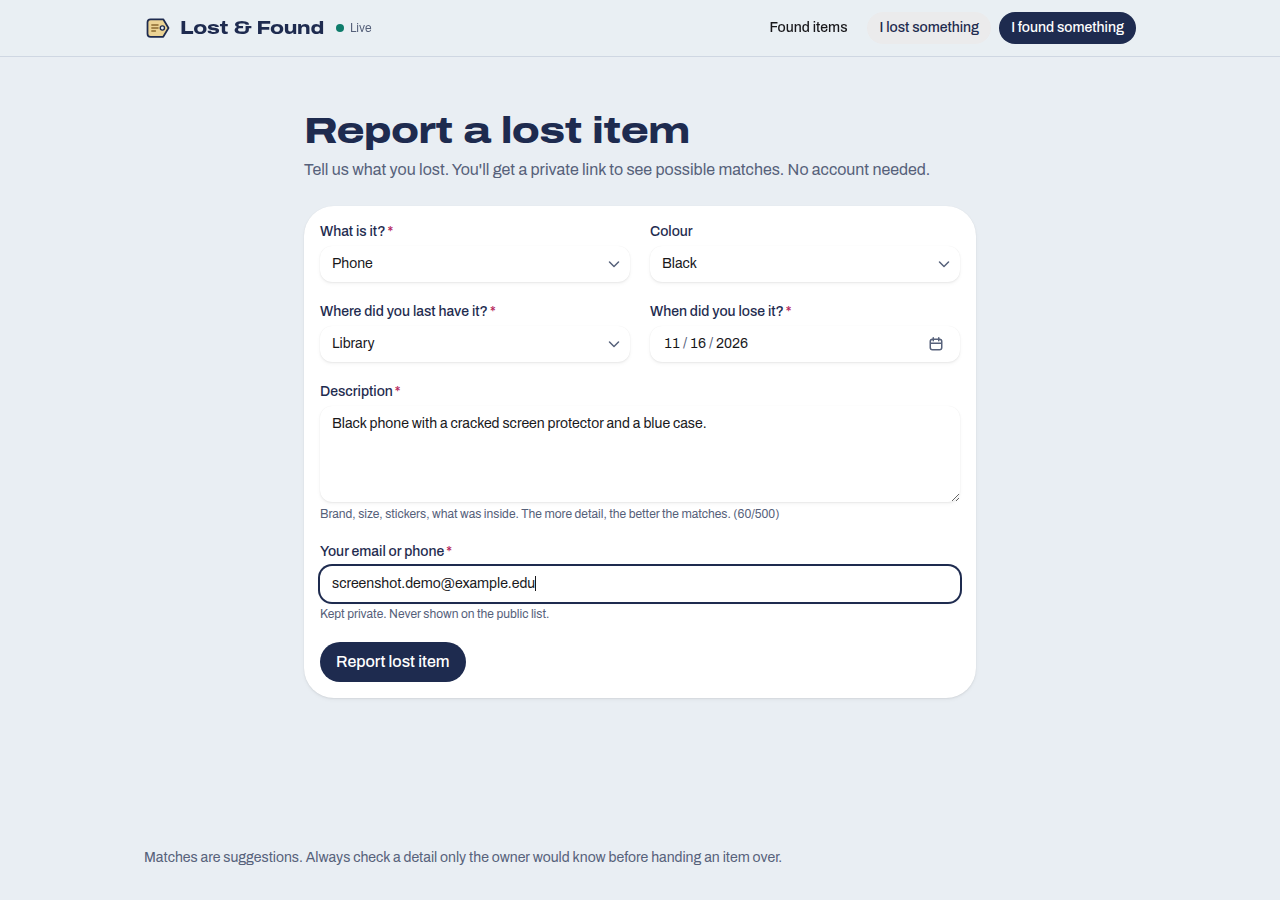 Lost & Found Live Found items I lost something I found something
Report a lost item
Tell us what you lost. You'll get a private link to see possible matches. No account needed.
What is it? * Colour
Phone Black
Where did you last have it? * When did you lose it? *
Library 11 / 16 / 2026
Description *
Black phone with a cracked screen protector and a blue case.
Brand, size, stickers, what was inside. The more detail, the better the matches. (60/500)
Your email or phone *
screenshot.demo@example.edu
Kept private. Never shown on the public list.
Report lost item
Matches are suggestions. Always check a detail only the owner would know before handing an item over.